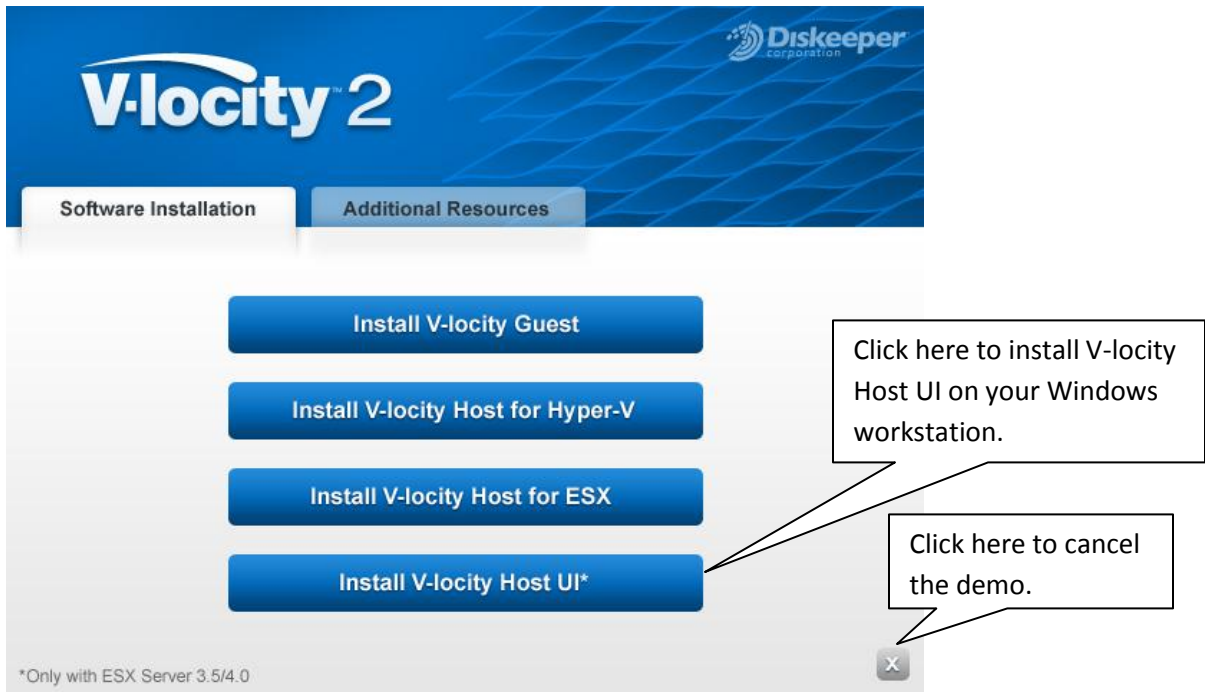 Diskeeper
corporation
V-locity™ 2
Software Installation
Additional Resources
Install V-locity Guest
Install V-locity Host for Hyper-V
Install V-locity Host for ESX
Install V-locity Host UI*
Click here to install V-locity
Host UI on your Windows
workstation.
Click here to cancel
the demo.
X
*Only with ESX Server 3.5/4.0